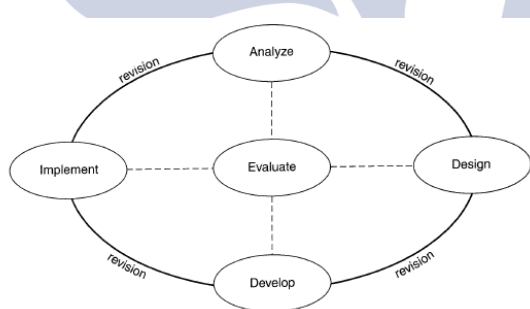 Analyze
revision
revision
Implement
Evaluate
Design
revision
revision
Develop